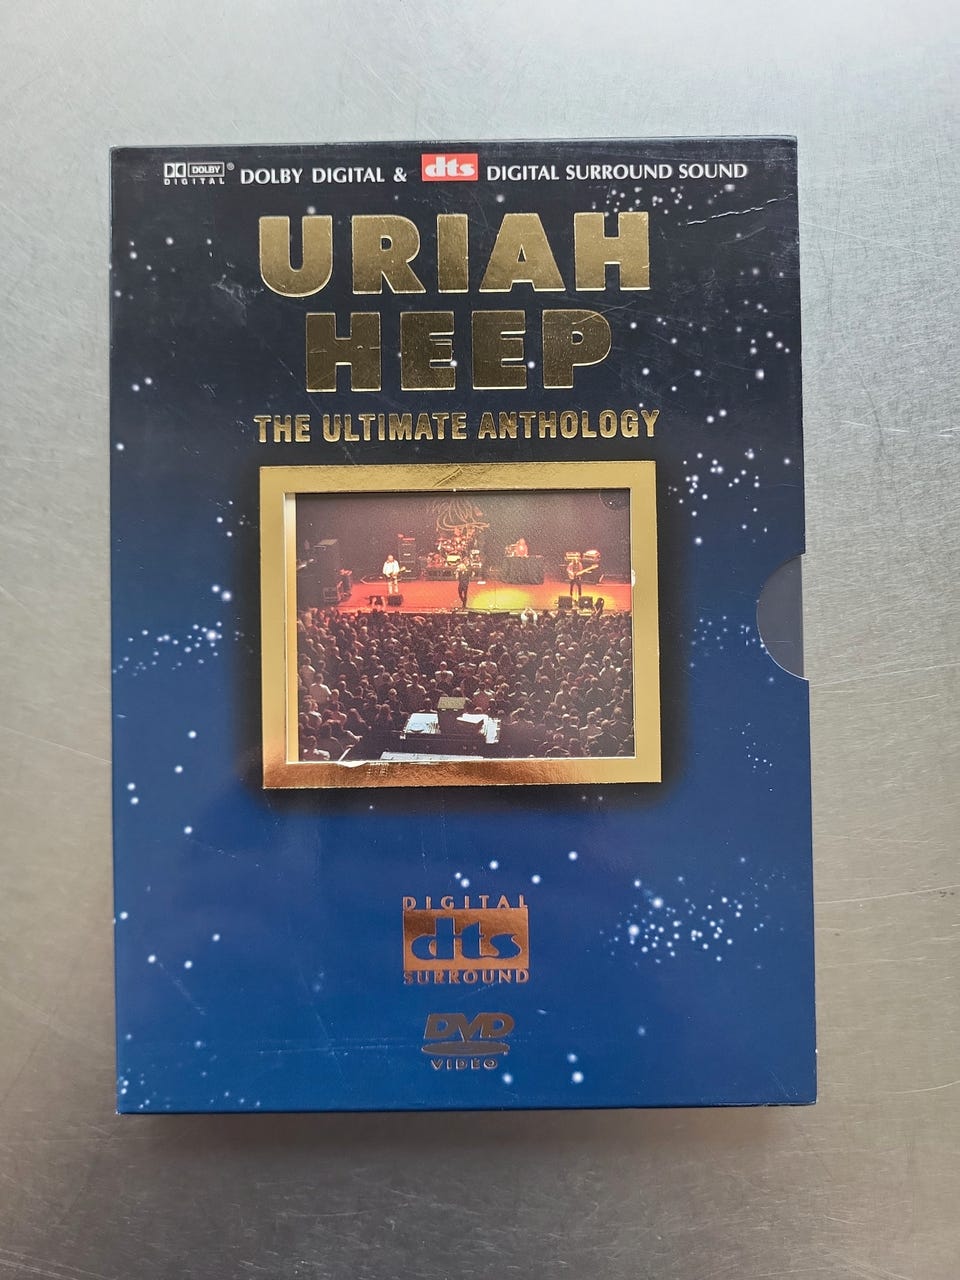 DOLBY DIGITAL ® DOLBY DIGITAL & dts DIGITAL SURROUND SOUND
URIAH
HEEP
THE ULTIMATE ANTHOLOGY
DIGITAL
dts
SURROUND
DVD
VIDEO